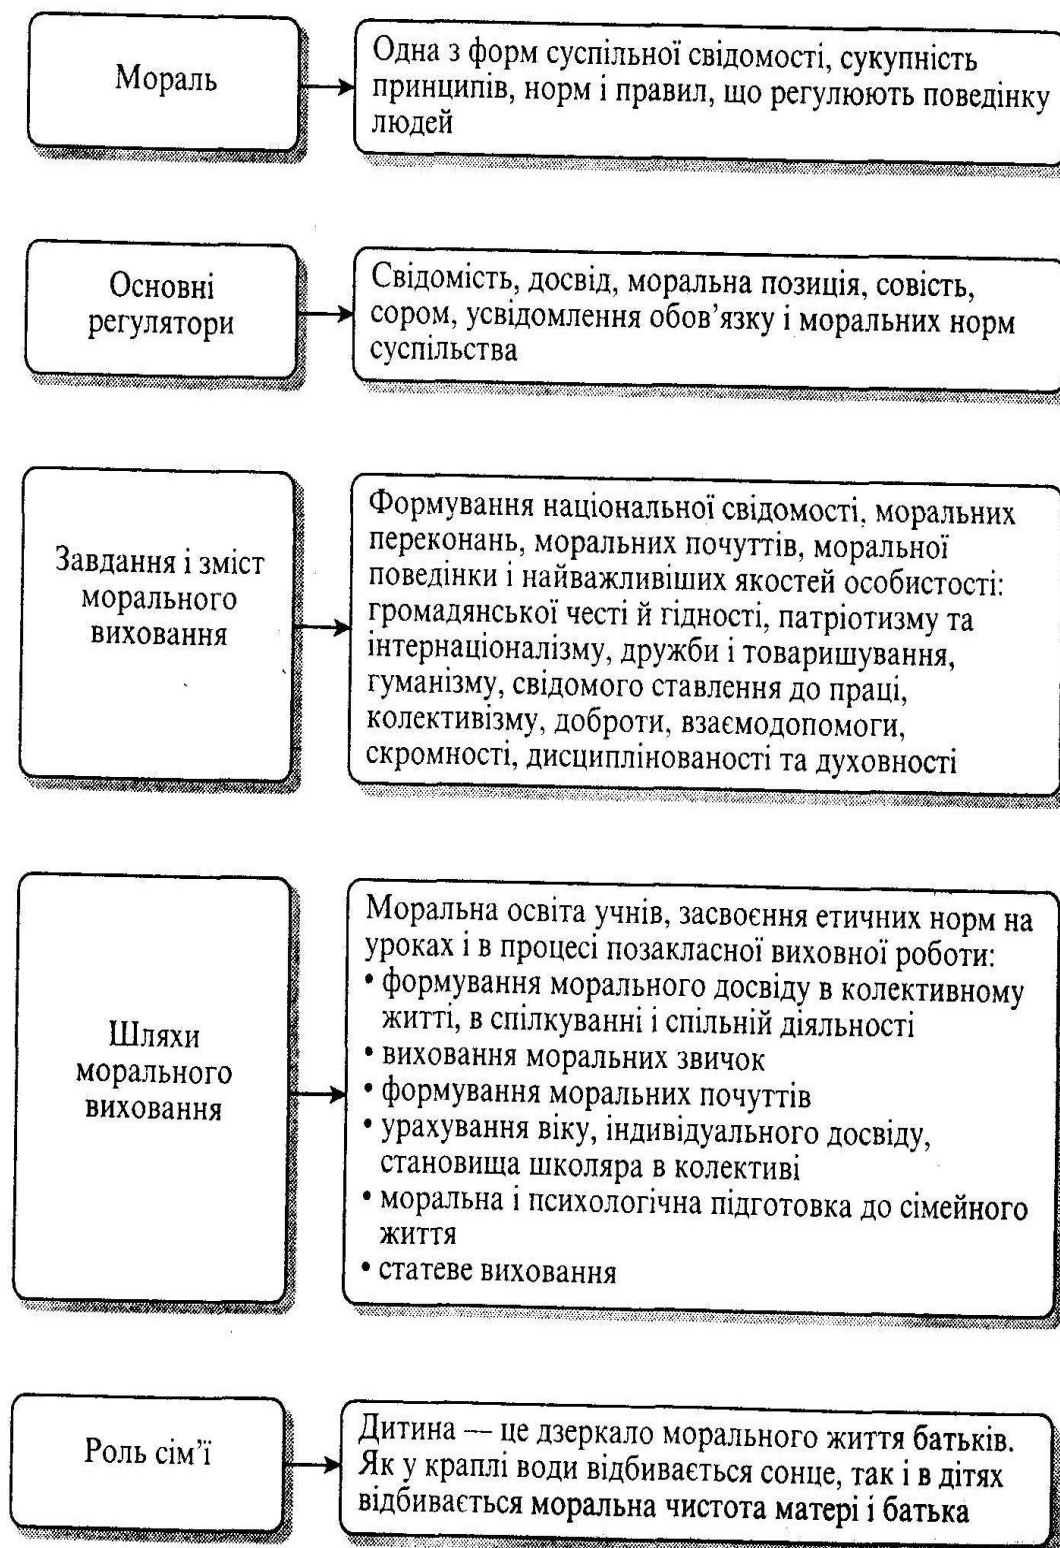 Мораль
Одна з форм суспільної свідомості, сукупність
принципів, норм і правил, що регулюють поведінку
людей
Основні
регулятори
Свідомість, досвід, моральна позиція, совість,
сором, усвідомлення обов’язку і моральних норм
суспільства
Завдання і зміст
морального
виховання
Формування національної свідомості, моральних
переконань, моральних почуттів, моральної
поведінки і найважливіших якостей особистості:
громадянської честі й гідності, патріотизму та
інтернаціоналізму, дружби і товаришування,
гуманізму, свідомого ставлення до праці,
колективізму, доброти, взаємодопомоги,
скромності, дисциплінованості та духовності
Шляхи
морального
виховання
Моральна освіта учнів, засвоєння етичних норм на
уроках і в процесі позакласної виховної роботи:
• формування морального досвіду в колективному
житті, в спілкуванні і спільній діяльності
• виховання моральних звичок
• формування моральних почуттів
• урахування віку, індивідуального досвіду,
становища школяра в колективі
• моральна і психологічна підготовка до сімейного
життя
• статеве виховання
Роль сім’ї
Дитина — це дзеркало морального життя батьків.
Як у краплі води відбивається сонце, так і в дітях
відбивається моральна чистота матері і батька